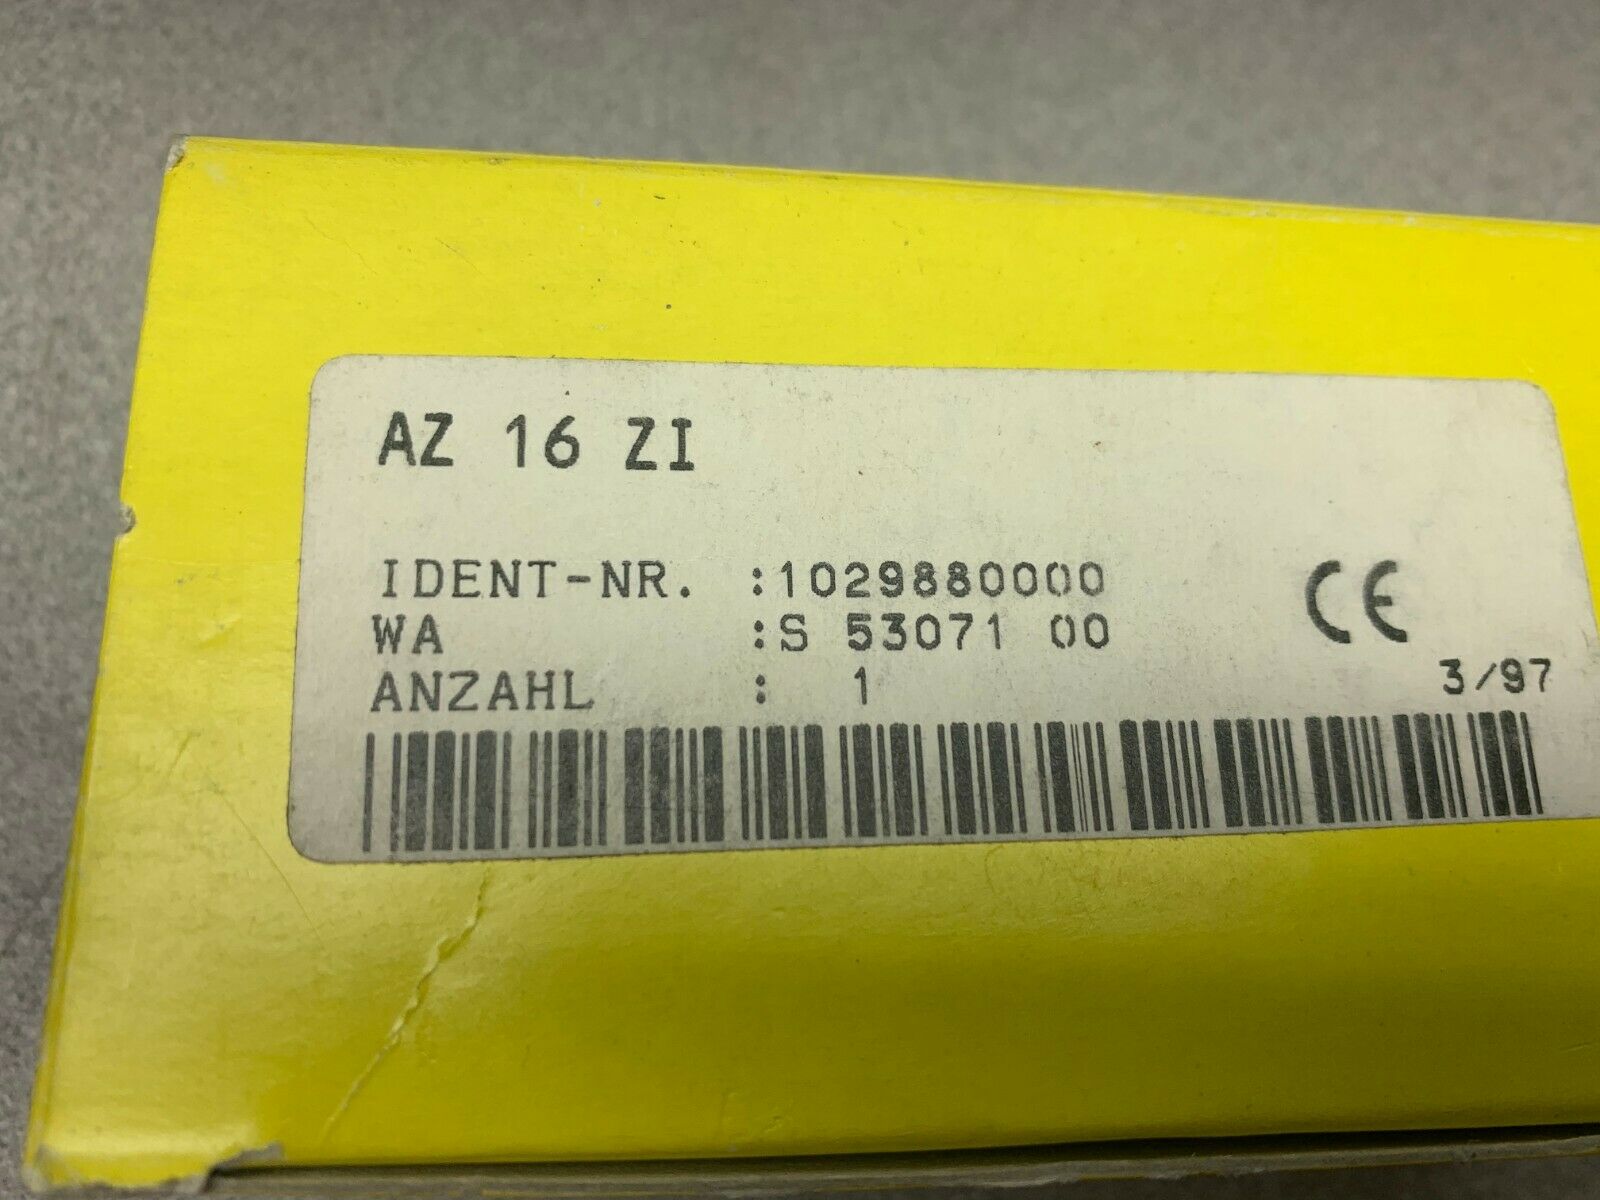 AZ 16 ZI
IDENT-NR. :1029880000
WA :S 53071 00
ANZAHL : 1
CE
3/97